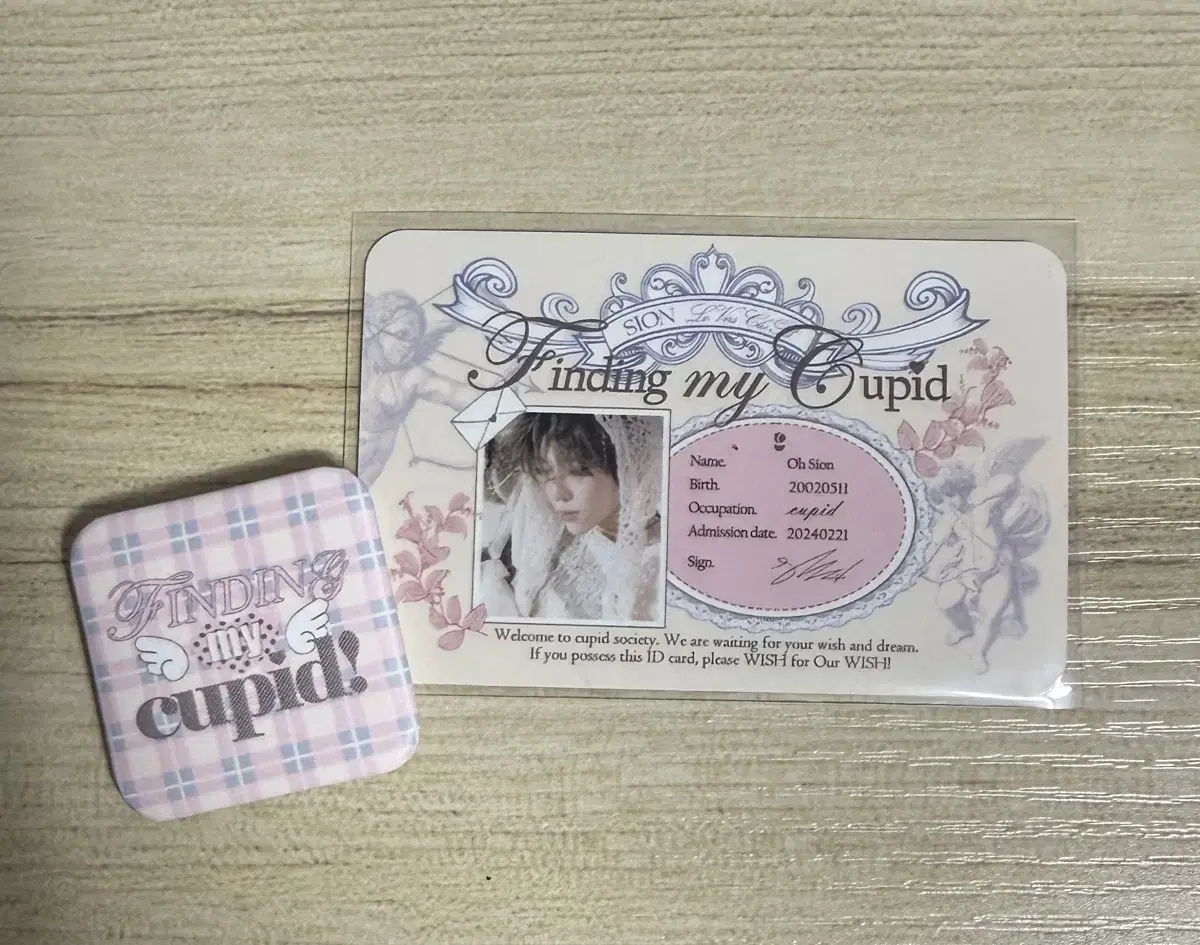 SION
Finding my Cupid
Name. Oh Sion
Birth. 20020511
Occupation. cupid
Admission date. 20240221
Sign.
Welcome to cupid society. We are waiting for your wish and dream.
If you possess this ID card, please WISH for Our WISH!
FINDING
my
cupid!